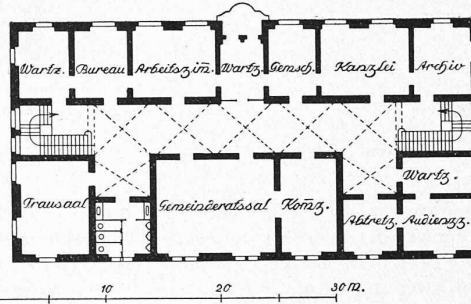 Wartz. Bureau Arbeitszim. Wartz. Gemsch. Kanzlei Archiv
Trausaal Gemeinderatssal Komz. Wartz.
Abtretz. Audienzz.
10 20 30 m.